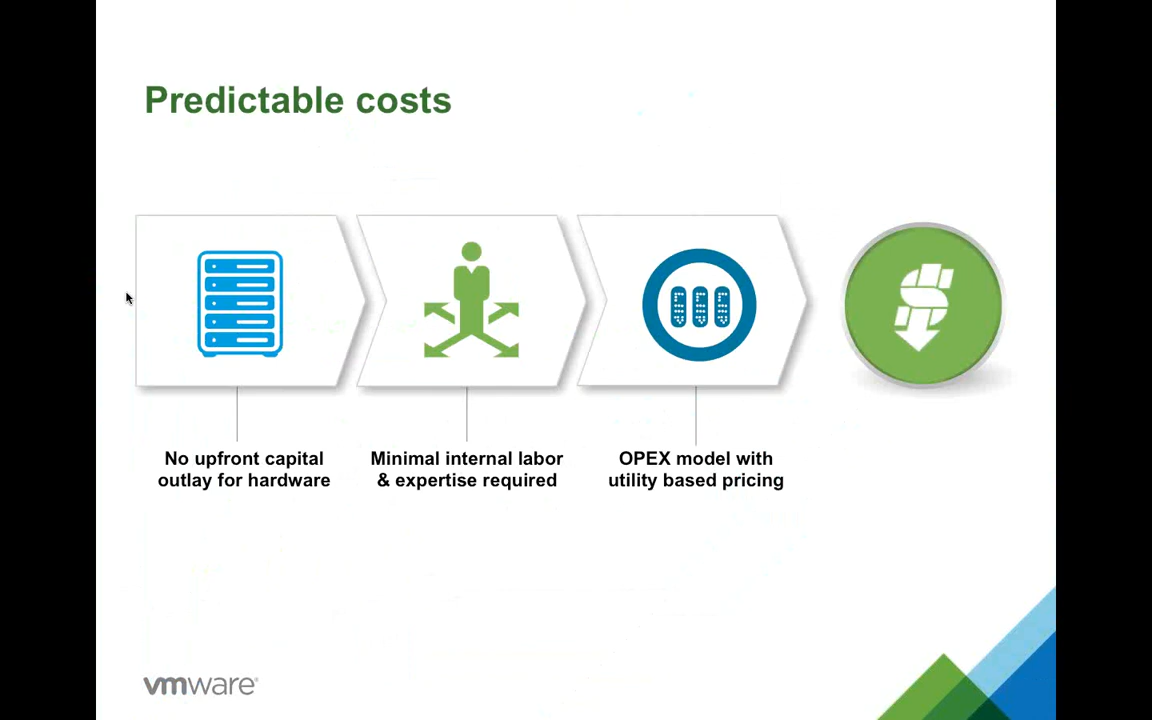 Predictable costs
No upfront capital
outlay for hardware
Minimal internal labor
& expertise required
OPEX model with
utility based pricing
vmware